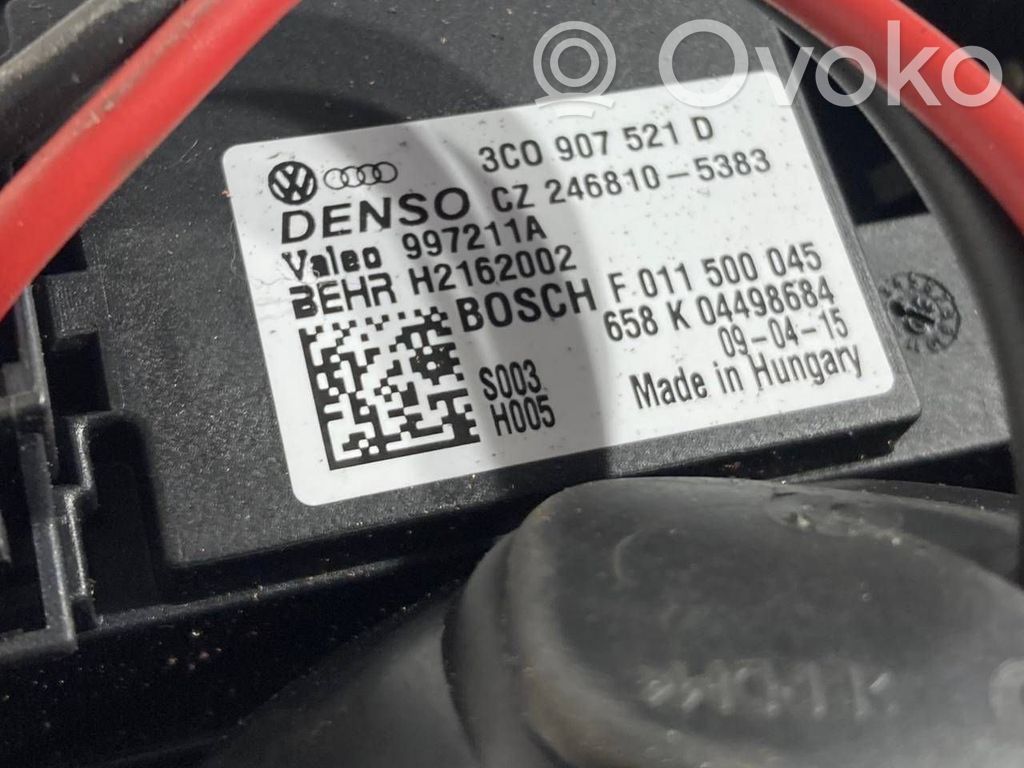 Ovoko
3C0 907 521 D
DENSO CZ 246810-5383
Valeo 997211A
BEHR H2162002
BOSCH F 011 500 045
658 K 04498684
09-04-15
S003
H005
Made in Hungary